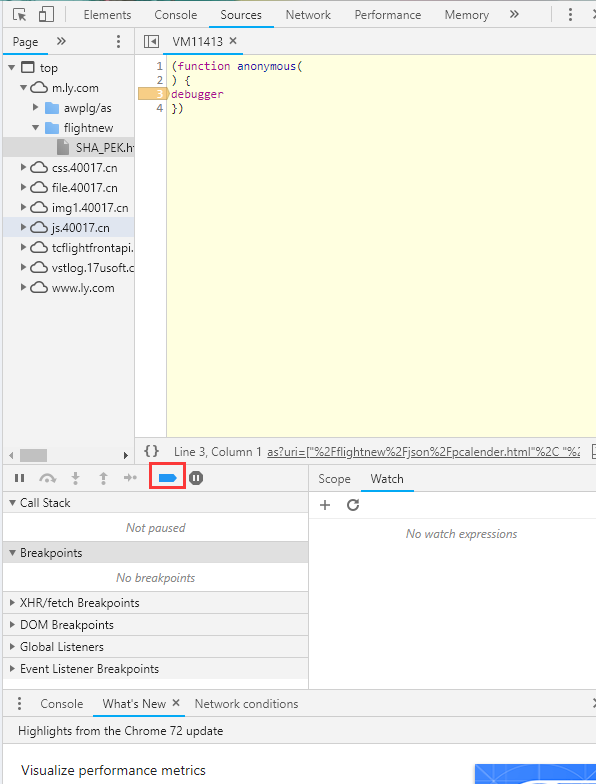 Elements Console Sources Network Performance Memory »
Page » VM11413 ×
top
m.ly.com
awplg/as
flightnew
SHA_PEK.h
css.40017.cn
file.40017.cn
img1.40017.cn
js.40017.cn
tcflightfrontapi.
vstlog.17usoft.c
www.ly.com
1 (function anonymous(
2 ) {
3 debugger
4 })
{} Line 3, Column 1 as?uri=["%2Fflightnew%2Fjson%2Fpcalender.html"%2C "%2
Call Stack
Not paused
Breakpoints
No breakpoints
XHR/fetch Breakpoints
DOM Breakpoints
Global Listeners
Event Listener Breakpoints
Scope Watch
No watch expressions
Console What's New × Network conditions
Highlights from the Chrome 72 update
Visualize performance metrics